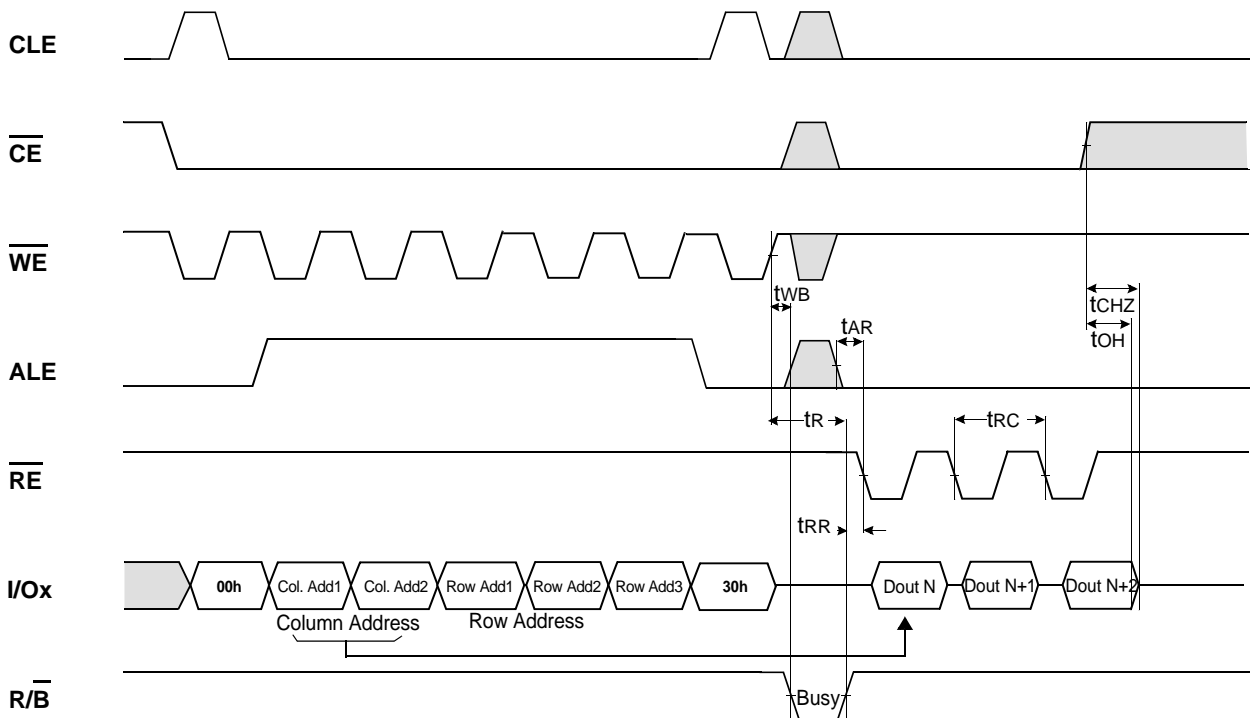 CLE
CE
WE
tWB
tCHZ
tAR
tOH
ALE
tR
tRC
RE
tRR
I/Ox
00h
Col. Add1
Col. Add2
Row Add1
Row Add2
Row Add3
30h
Dout N
Dout N+1
Dout N+2
Column Address
Row Address
R/B
Busy